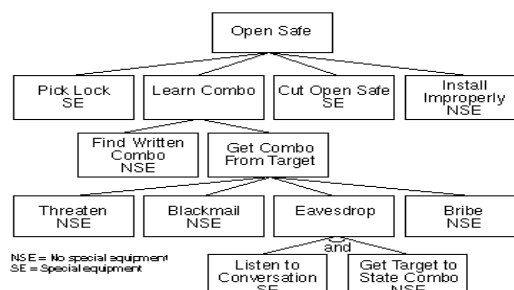 Open Safe
Pick Lock
SE
Learn Combo
Cut Open Safe
SE
Install
Improperly
NSE
Find Written
Combo
NSE
Get Combo
From Target
Threaten
NSE
Blackmail
NSE
Eavesdrop
Bribe
NSE
and
NSE = No special equipment
SE = Special equipment
Listen to
Conversation
SE
Get Target to
State Combo
NSE